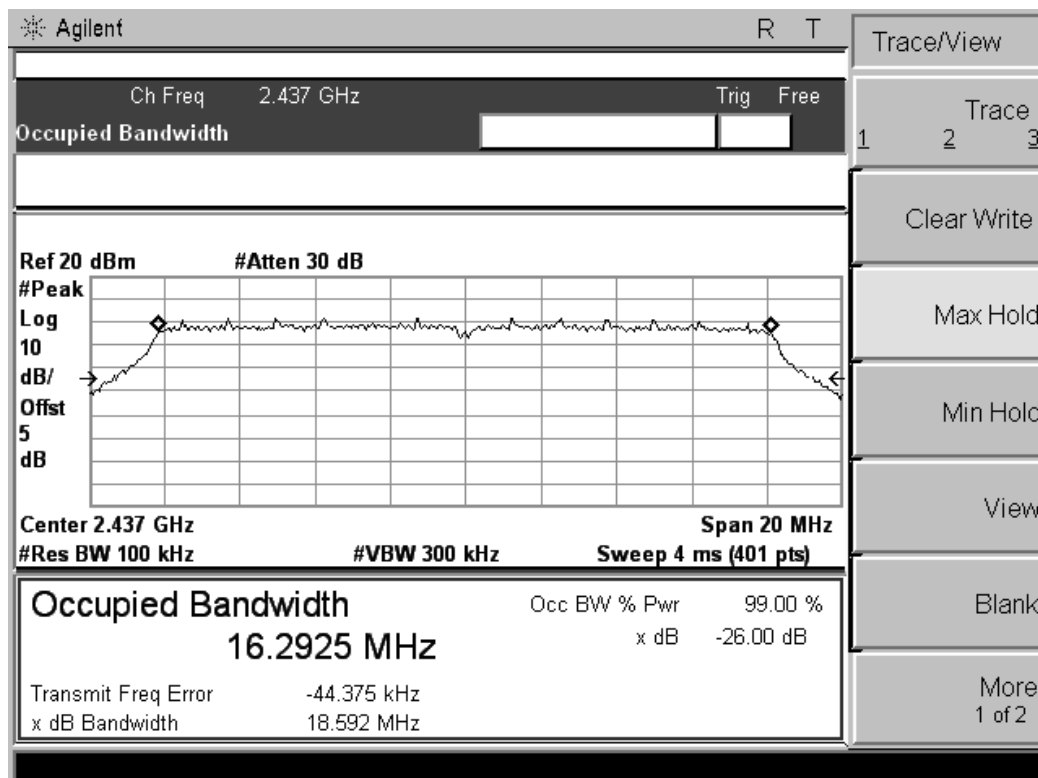 Agilent R T
Trace/View
Ch Freq 2.437 GHz Trig Free
Occupied Bandwidth
Trace
1 2 3
Clear Write
Ref 20 dBm #Atten 30 dB
#Peak
Log
10
dB/
Offst
5
dB
Max Hold
Min Hold
Center 2.437 GHz Span 20 MHz
#Res BW 100 kHz #VBW 300 kHz Sweep 4 ms (401 pts)
View
Occupied Bandwidth
16.2925 MHz
Occ BW % Pwr 99.00 %
x dB -26.00 dB
Transmit Freq Error -44.375 kHz
x dB Bandwidth 18.592 MHz
Blank
More
1 of 2